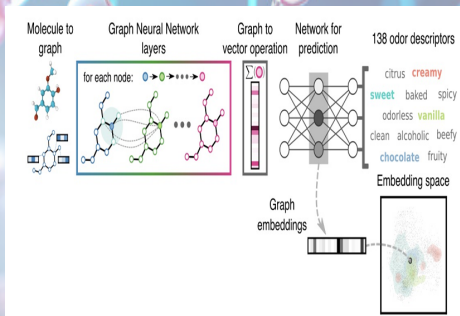 Molecule to
graph
Graph Neural Network
layers
for each node:
Graph to
vector operation
Σ( )
Network for
prediction
138 odor descriptors
citrus creamy
sweet baked spicy
odorless vanilla
clean alcoholic beefy
chocolate fruity
Graph
embeddings
Embedding space